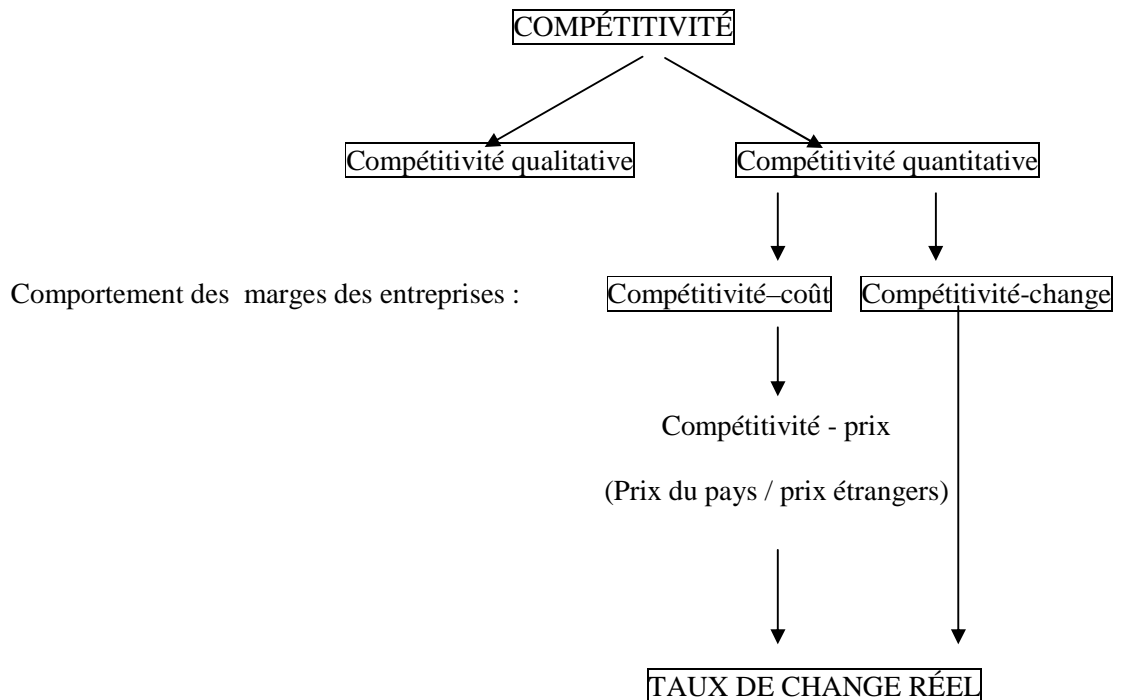 COMPÉTITIVITÉ
Compétitivité qualitative Compétitivité quantitative
Comportement des marges des entreprises : Compétitivité–coût Compétitivité-change
Compétitivité - prix
(Prix du pays / prix étrangers)
TAUX DE CHANGE RÉEL